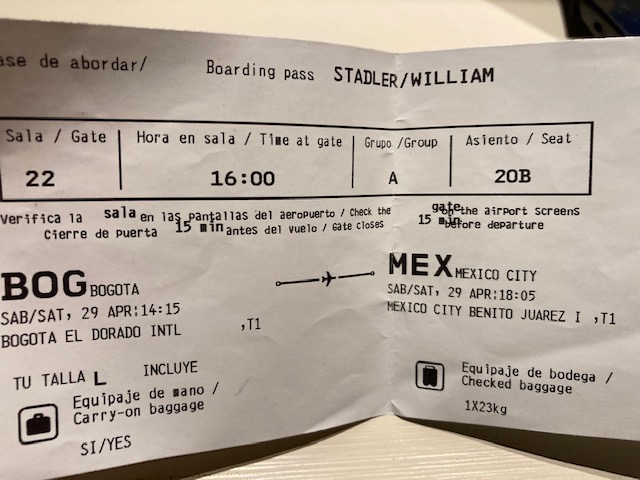 ase de abordar/ Boarding pass STADLER/WILLIAM
Sala / Gate Hora en sala / Time at gate Grupo /Group Asiento / Seat
22 16:00 A 20B
Verifica la sala en las pantallas del aeropuerto / Check the gate on the airport screens
Cierre de puerta 15 min antes del vuelo / Gate closes 15 min before departure
BOG BOGOTA MEX MEXICO CITY
SAB/SAT, 29 APR:14:15 SAB/SAT, 29 APR:18:05
BOGOTA EL DORADO INTL ,T1 MEXICO CITY BENITO JUAREZ I ,T1
TU TALLA L INCLUYE
Equipaje de mano /
Carry-on baggage
SI/YES
Equipaje de bodega /
Checked baggage
1X23kg